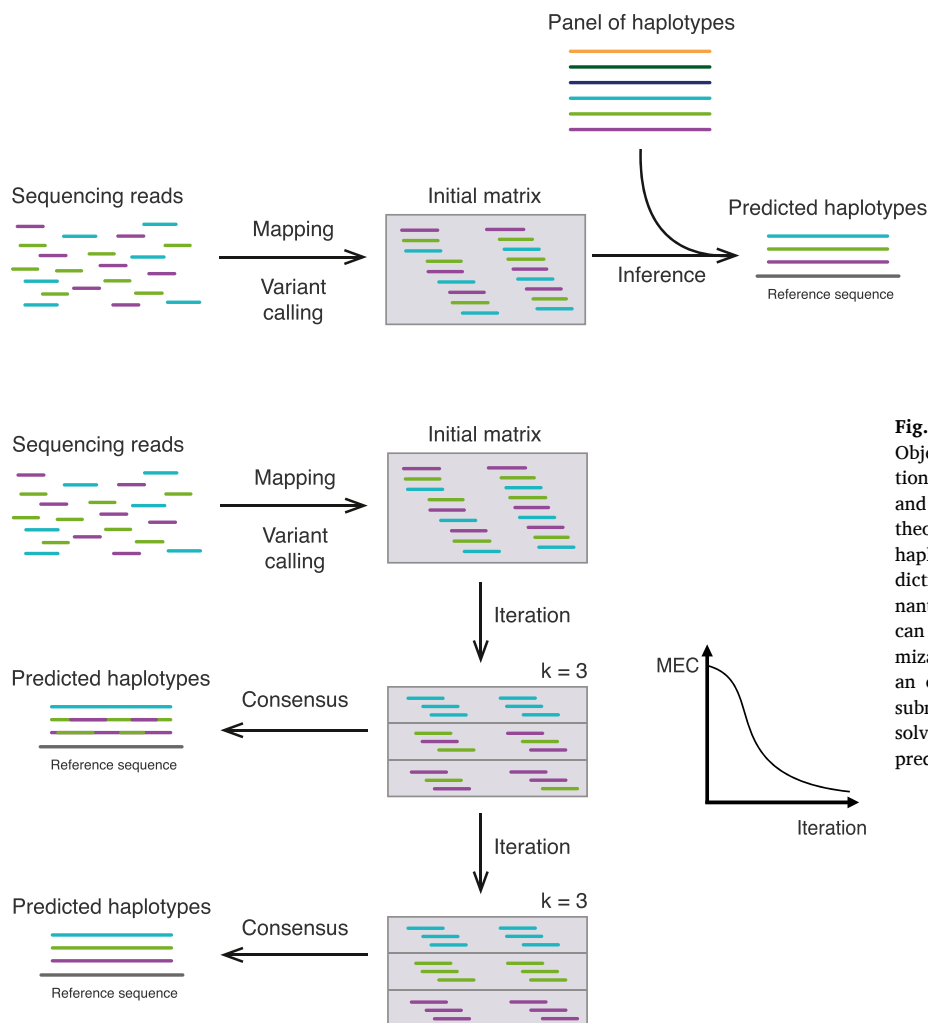 Panel of haplotypes
Sequencing reads
Initial matrix
Predicted haplotypes
Mapping
Variant
calling
Inference
Reference sequence
Sequencing reads
Initial matrix
Mapping
Variant
calling
Iteration
Predicted haplotypes
Consensus
k = 3
Reference sequence
MEC
Iteration
Iteration
Predicted haplotypes
Consensus
k = 3
Reference sequence
Fig.
Obje
tion
and
theo
hapl
dicti
nant
can
miza
an
subr
solv
pred